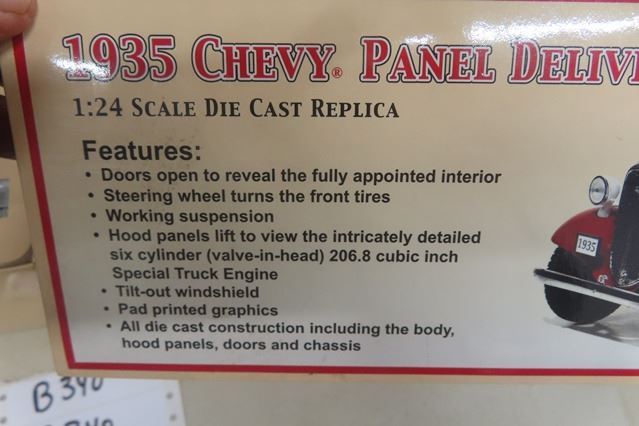 1935 CHEVY® PANEL DELIV
1:24 SCALE DIE CAST REPLICA
Features:
• Doors open to reveal the fully appointed interior
• Steering wheel turns the front tires
• Working suspension
• Hood panels lift to view the intricately detailed
six cylinder (valve-in-head) 206.8 cubic inch
Special Truck Engine
• Tilt-out windshield
• Pad printed graphics
• All die cast construction including the body,
hood panels, doors and chassis
1935
B 340